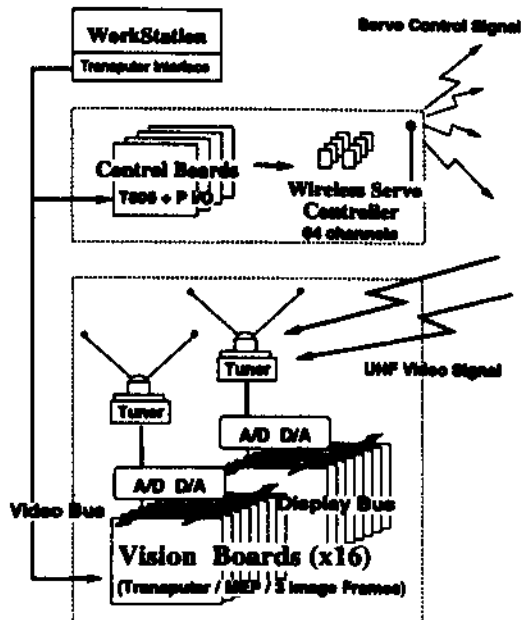 WorkStation
Transputer Interface
Servo Control Signal
Control Boards
T805 + P I/O
Wireless Servo
Controller
64 channels
UHF Video Signal
Tuner
Tuner
A/D D/A
A/D D/A
Video Bus
Display Bus
Vision Boards (x16)
(Transputer / MEP / 3 Image Frames)